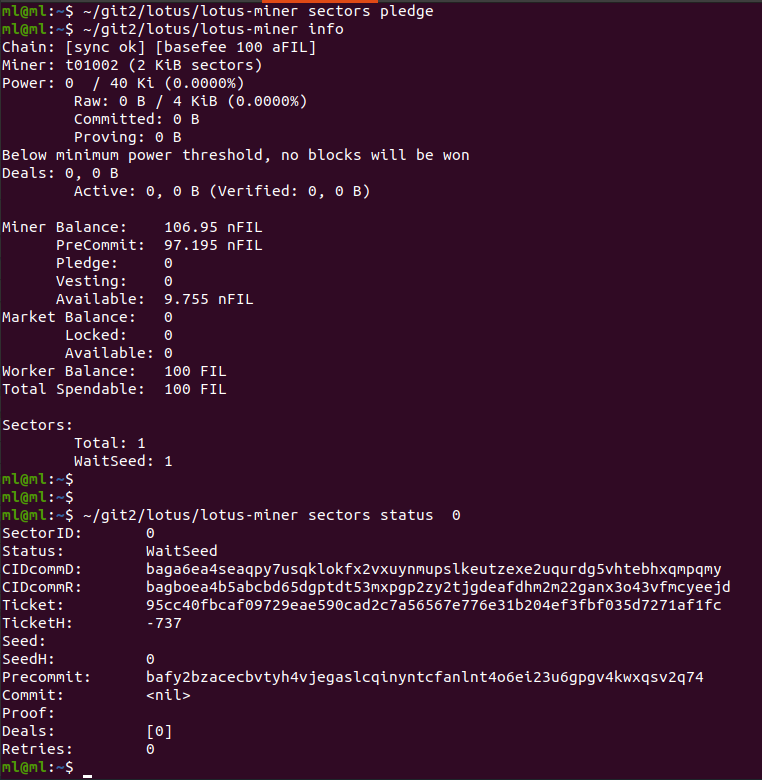 ml@ml:~$ ~/git2/lotus/lotus-miner sectors pledge
ml@ml:~$ ~/git2/lotus/lotus-miner info
Chain: [sync ok] [basefee 100 aFIL]
Miner: t01002 (2 KiB sectors)
Power: 0  / 40 Ki (0.0000%)
        Raw: 0 B / 4 KiB (0.0000%)
        Committed: 0 B
        Proving: 0 B
Below minimum power threshold, no blocks will be won
Deals: 0, 0 B
        Active: 0, 0 B (Verified: 0, 0 B)

Miner Balance:    106.95 nFIL
      PreCommit:  97.195 nFIL
      Pledge:     0
      Vesting:    0
      Available:  9.755 nFIL
Market Balance:   0
       Locked:    0
       Available: 0
Worker Balance:   100 FIL
Total Spendable:  100 FIL

Sectors:
        Total: 1
        WaitSeed: 1
ml@ml:~$
ml@ml:~$
ml@ml:~$ ~/git2/lotus/lotus-miner sectors status  0
SectorID:       0
Status:         WaitSeed
CIDcommD:       baga6ea4seaqpy7usqklokfx2vxuynmupslkeutzexe2uqurdg5vhtebhxqmpqmy
CIDcommR:       bagboea4b5abcbd65dgptdt53mxpgp2zy2tjgdeafdhm2m22ganx3o43vfmcyeejd
Ticket:         95cc40fbcaf09729eae590cad2c7a56567e776e31b204ef3fbf035d7271af1fc
TicketH:        -737
Seed:
SeedH:          0
Precommit:      bafy2bzacecbvtyh4vjegaslcqinyntcfanlnt4o6ei23u6gpgv4kwxqsv2q74
Commit:         <nil>
Proof:
Deals:          [0]
Retries:        0
ml@ml:~$